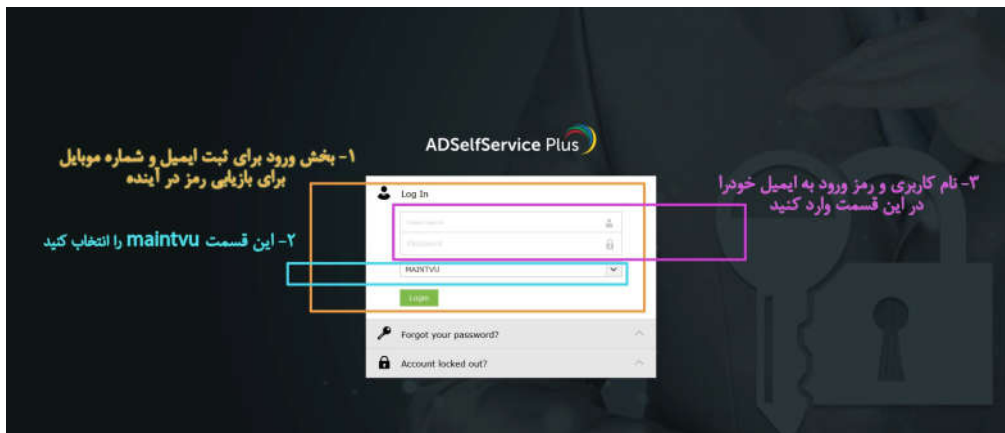 ADSelfService Plus
۱- بخش ورود برای ثبت ایمیل و شماره موبایل
برای بازیابی رمز در آینده
Log In
۳- نام کاربری و رمز ورود به ایمیل خودرا
در این قسمت وارد کنید
۲- این قسمت maintvu را انتخاب کنید
MAINTVU
Login
Forgot your password?
Account locked out?